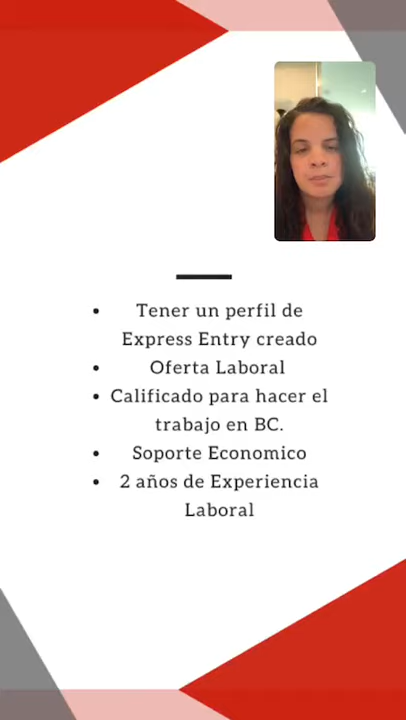 Tener un perfil de
Express Entry creado
Oferta Laboral
Calificado para hacer el
trabajo en BC.
Soporte Economico
2 años de Experiencia
Laboral